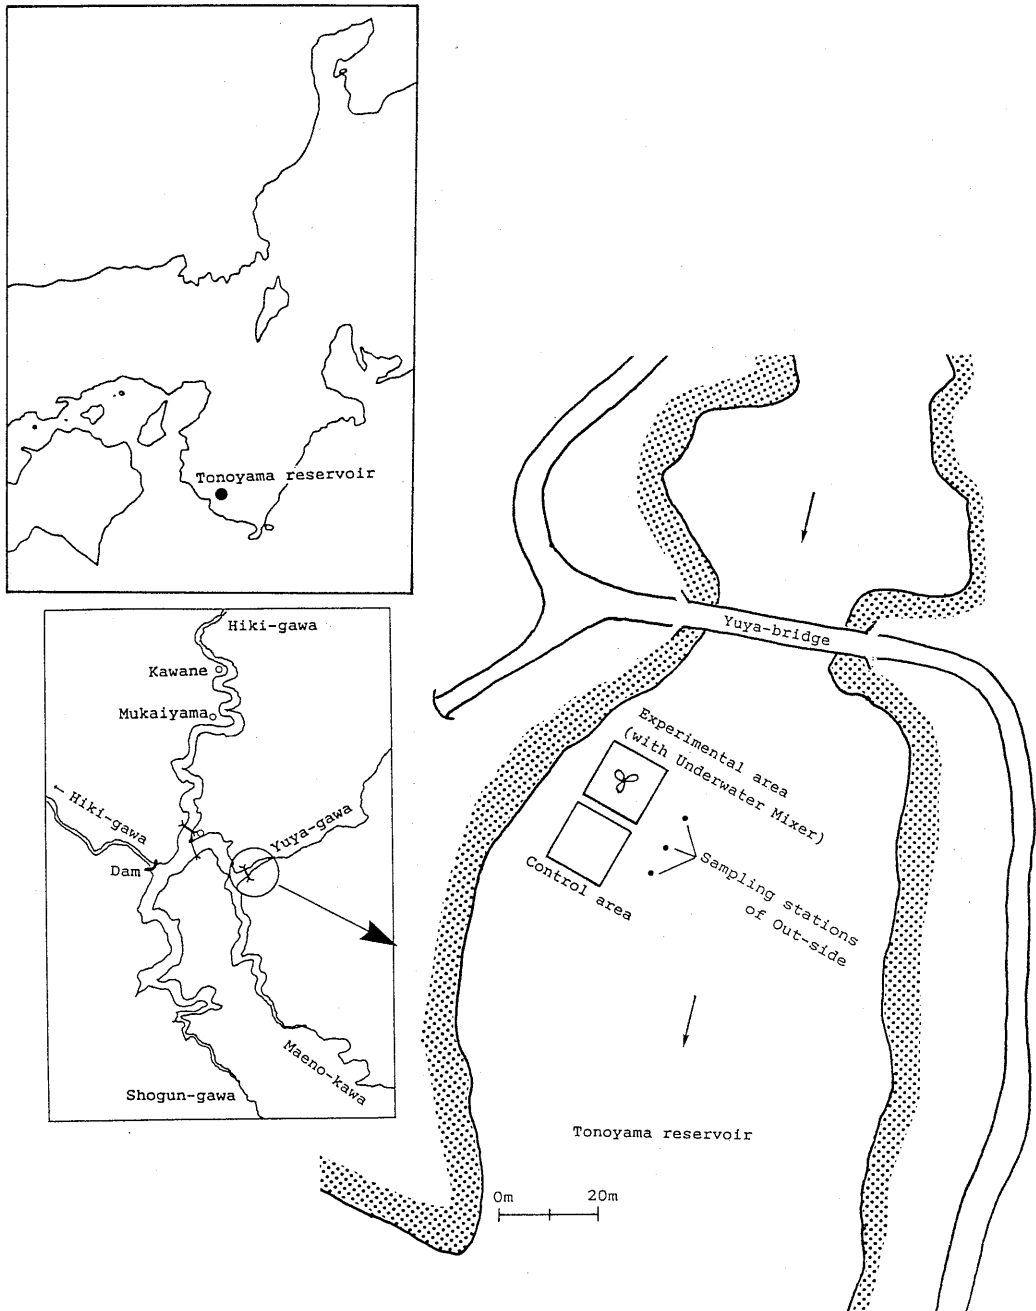 Tonoyama reservoir
Hiki-gawa
Kawane
Mukaiyama
← Hiki-gawa
Yuya-gawa
Dam
Maeno-kawa
Shogun-gawa
Yuya-bridge
Experimental area
(with Underwater Mixer)
Control area
Sampling stations
of Out-side
Tonoyama reservoir
0m
20m